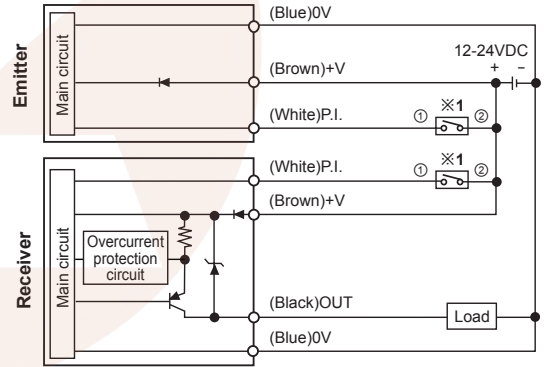 Emitter
Main circuit
(Blue)0V
(Brown)+V
(White)P.I.
12-24VDC
+ −
※1
① ②
Receiver
Main circuit
Overcurrent
protection
circuit
(White)P.I.
※1
① ②
(Brown)+V
(Black)OUT
Load
(Blue)0V